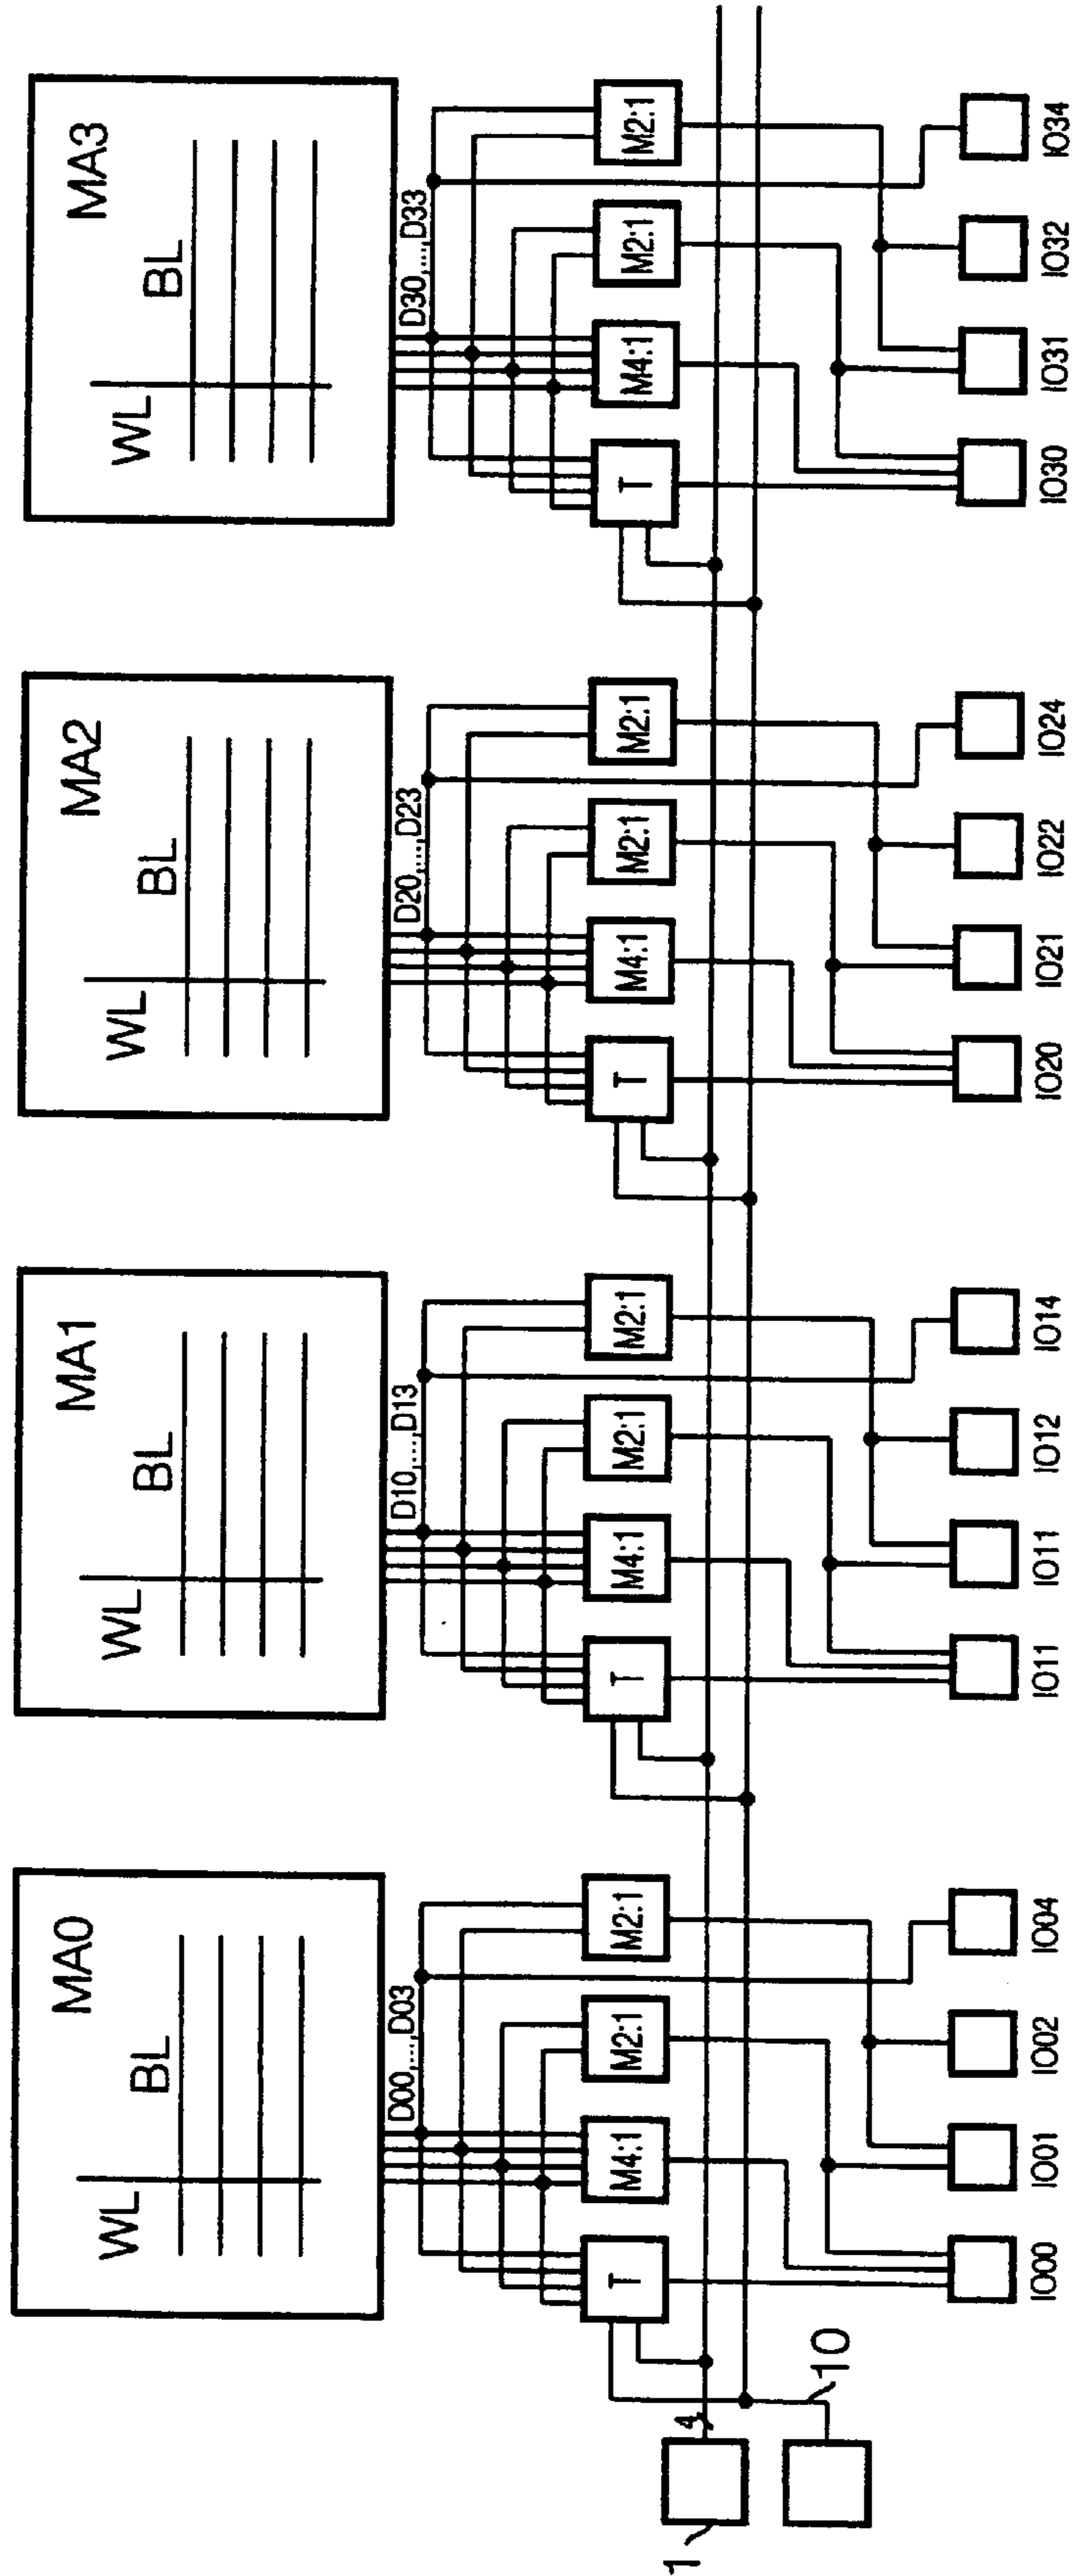 MA0
BL
WL
D00,...,D03
T
M4:1
M2:1
M2:1
IO00
IO01
IO02
IO04
MA1
BL
WL
D10,...,D13
T
M4:1
M2:1
M2:1
IO11
IO11
IO12
IO14
MA2
BL
WL
D20,...,D23
T
M4:1
M2:1
M2:1
IO20
IO21
IO22
IO24
MA3
BL
WL
D30,...,D33
T
M4:1
M2:1
M2:1
IO30
IO31
IO32
IO34
1
4
10